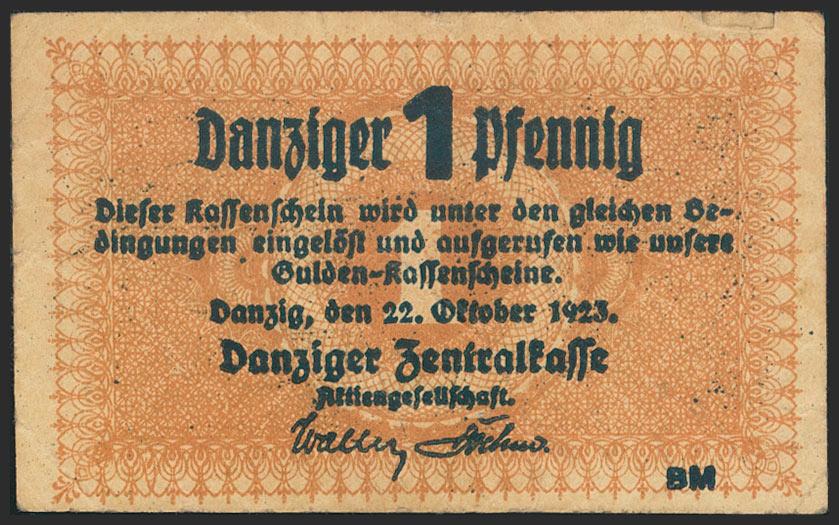 Danziger 1 Pfennig
Dieser Kassenschein wird unter den gleichen Be-
dingungen eingelöst und aufgerufen wie unsere
Gulden-Kassenscheine.
Danzig, den 22. Oktober 1923.
Danziger Zentralkasse
Aktiengesellschaft.
BM